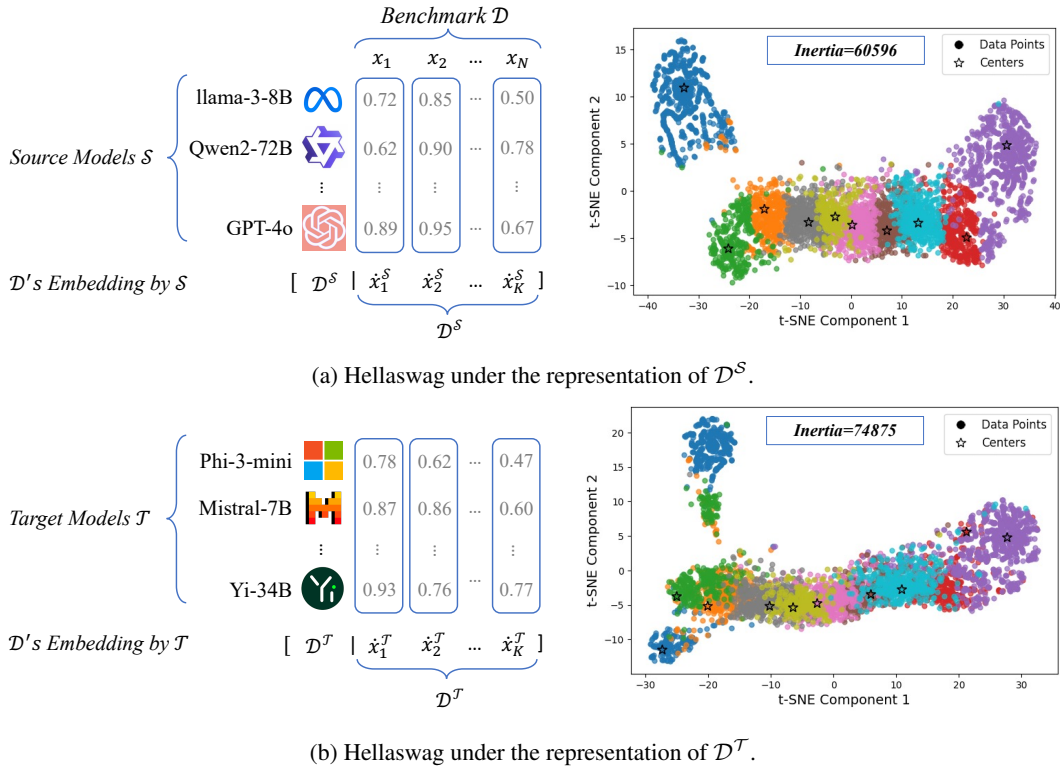 Benchmark 𝒟
x₁ x₂ ... x_N
llama-3-8B 0.72 0.85 ... 0.50
Source Models 𝒮 Qwen2-72B 0.62 0.90 ... 0.78
⋮ ⋮ ⋮ ⋮
GPT-4o 0.89 0.95 ... 0.67
𝒟's Embedding by 𝒮 [ 𝒟^𝒮 | ẋ₁^𝒮 ẋ₂^𝒮 ... ẋ_K^𝒮 ]
𝒟^𝒮
Inertia=60596
Data Points
Centers
t-SNE Component 2
15
10
5
0
−5
−10
−40 −30 −20 −10 0 10 20 30 40
t-SNE Component 1
(a) Hellaswag under the representation of 𝒟^𝒮.
Phi-3-mini 0.78 0.62 ... 0.47
Target Models 𝒯 Mistral-7B 0.87 0.86 ... 0.60
⋮ ⋮ ⋮ ⋮
Yi-34B Yi 0.93 0.76 ... 0.77
𝒟's Embedding by 𝒯 [ 𝒟^𝒯 | ẋ₁^𝒯 ẋ₂^𝒯 ... ẋ_K^𝒯 ]
𝒟^𝒯
Inertia=74875
Data Points
Centers
t-SNE Component 2
20
15
10
5
0
−5
−10
−30 −20 −10 0 10 20 30
t-SNE Component 1
(b) Hellaswag under the representation of 𝒟^𝒯.